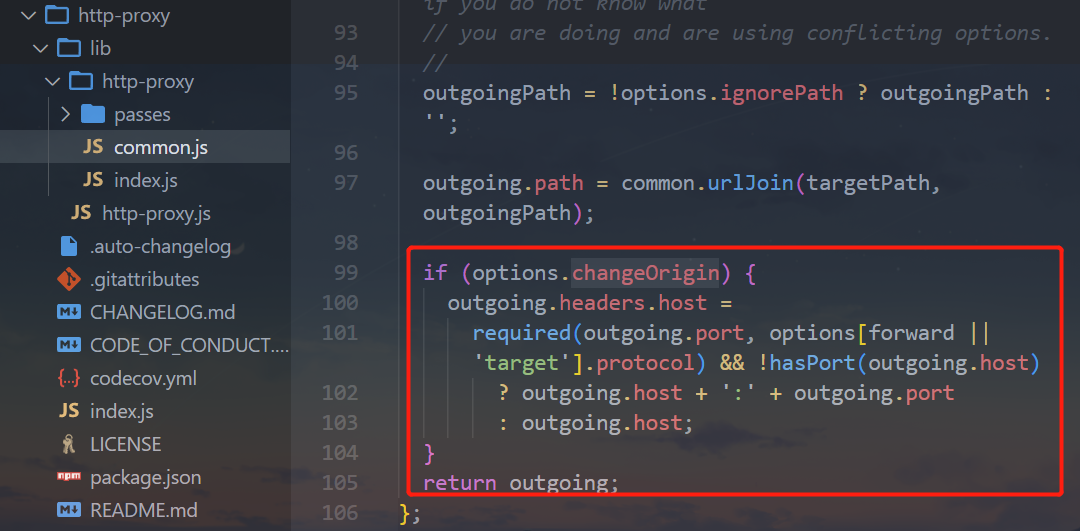 http-proxy
lib
http-proxy
passes
JS common.js
JS index.js
JS http-proxy.js
.auto-changelog
.gitattributes
CHANGELOG.md
CODE_OF_CONDUCT....
{..} codecov.yml
JS index.js
LICENSE
npm package.json
README.md
if you do not know what
93 // you are doing and are using conflicting options.
94 //
95 outgoingPath = !options.ignorePath ? outgoingPath :
'';
96
97 outgoing.path = common.urlJoin(targetPath,
outgoingPath);
98
99 if (options.changeOrigin) {
100 outgoing.headers.host =
101 required(outgoing.port, options[forward ||
'target'].protocol) && !hasPort(outgoing.host)
102 ? outgoing.host + ':' + outgoing.port
103 : outgoing.host;
104 }
105 return outgoing;
106 };